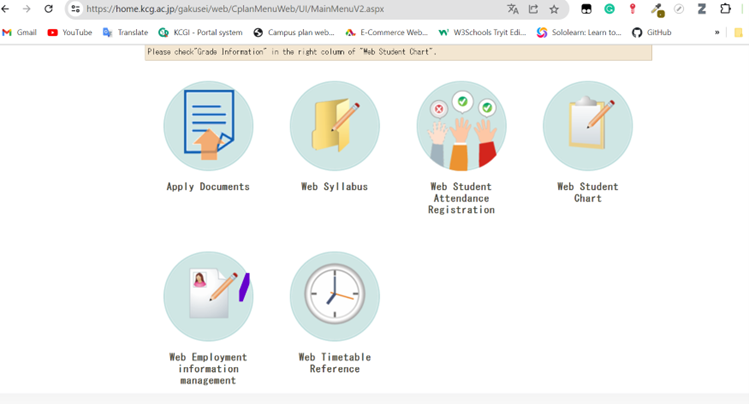 https://home.kcg.ac.jp/gakusei/web/CplanMenuWeb/UI/MainMenuV2.aspx
Gmail YouTube Translate KCGI - Portal system Campus plan web... E-Commerce Web... W3Schools Tryit Edi... Sololearn: Learn to... GitHub »
Please check"Grade Information" in the right column of "Web Student Chart".
Apply Documents
Web Syllabus
Web Student
Attendance
Registration
Web Student
Chart
Web Employment
information
management
Web Timetable
Reference